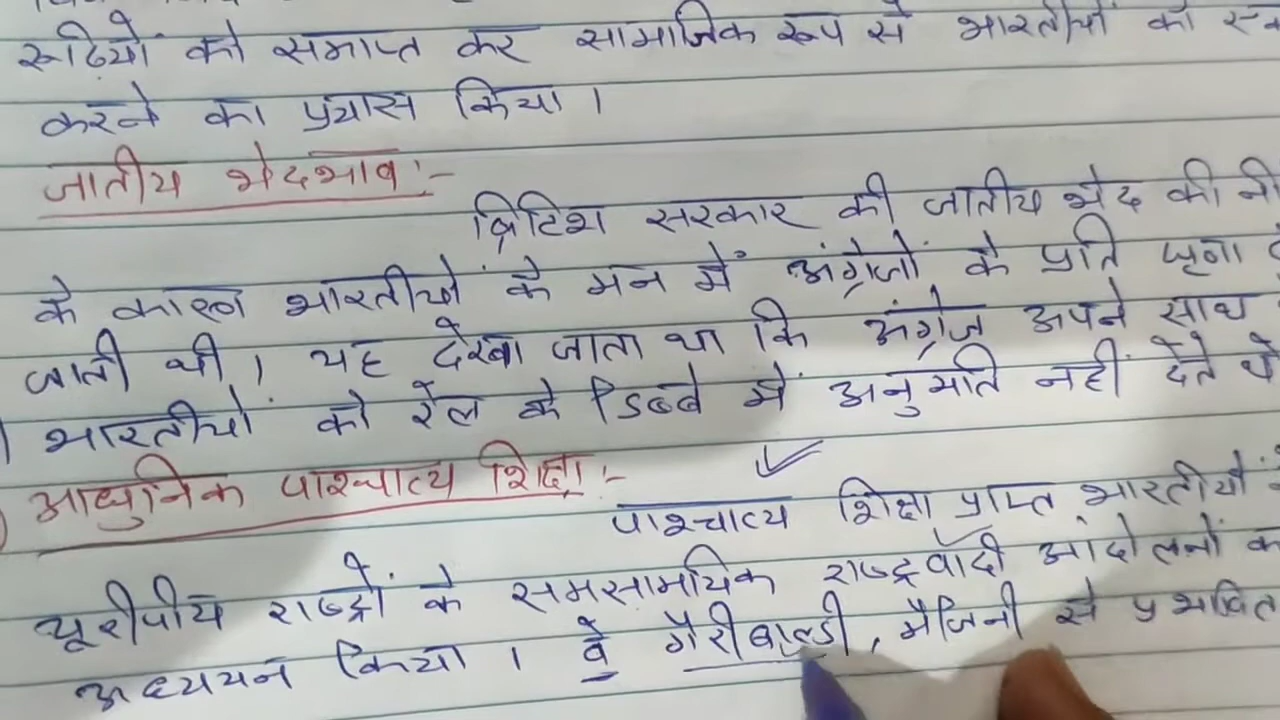 रूढ़ियों को समाप्त कर सामाजिक रूप से भारतीयों को
करने का प्रयास किया।
जातीय भेदभाव :-
ब्रिटिश सरकार की जातीय भेद की
के कारण भारतीयों के मन में अंग्रेजों के प्रति घृणा
जाती थी। यह देखा जाता था कि अंग्रेज अपने साथ
भारतीयों को रेल के डिब्बे में अनुमति नहीं देते थे
आधुनिक पाश्चात्य शिक्षा :-
पाश्चात्य शिक्षा प्राप्त भारतीयों
यूरोपीय राष्ट्रों के समसामयिक राष्ट्रवादी आंदोलनों का
अध्ययन किया। वे गैरीबाल्डी, मैजिनी से प्रभावित